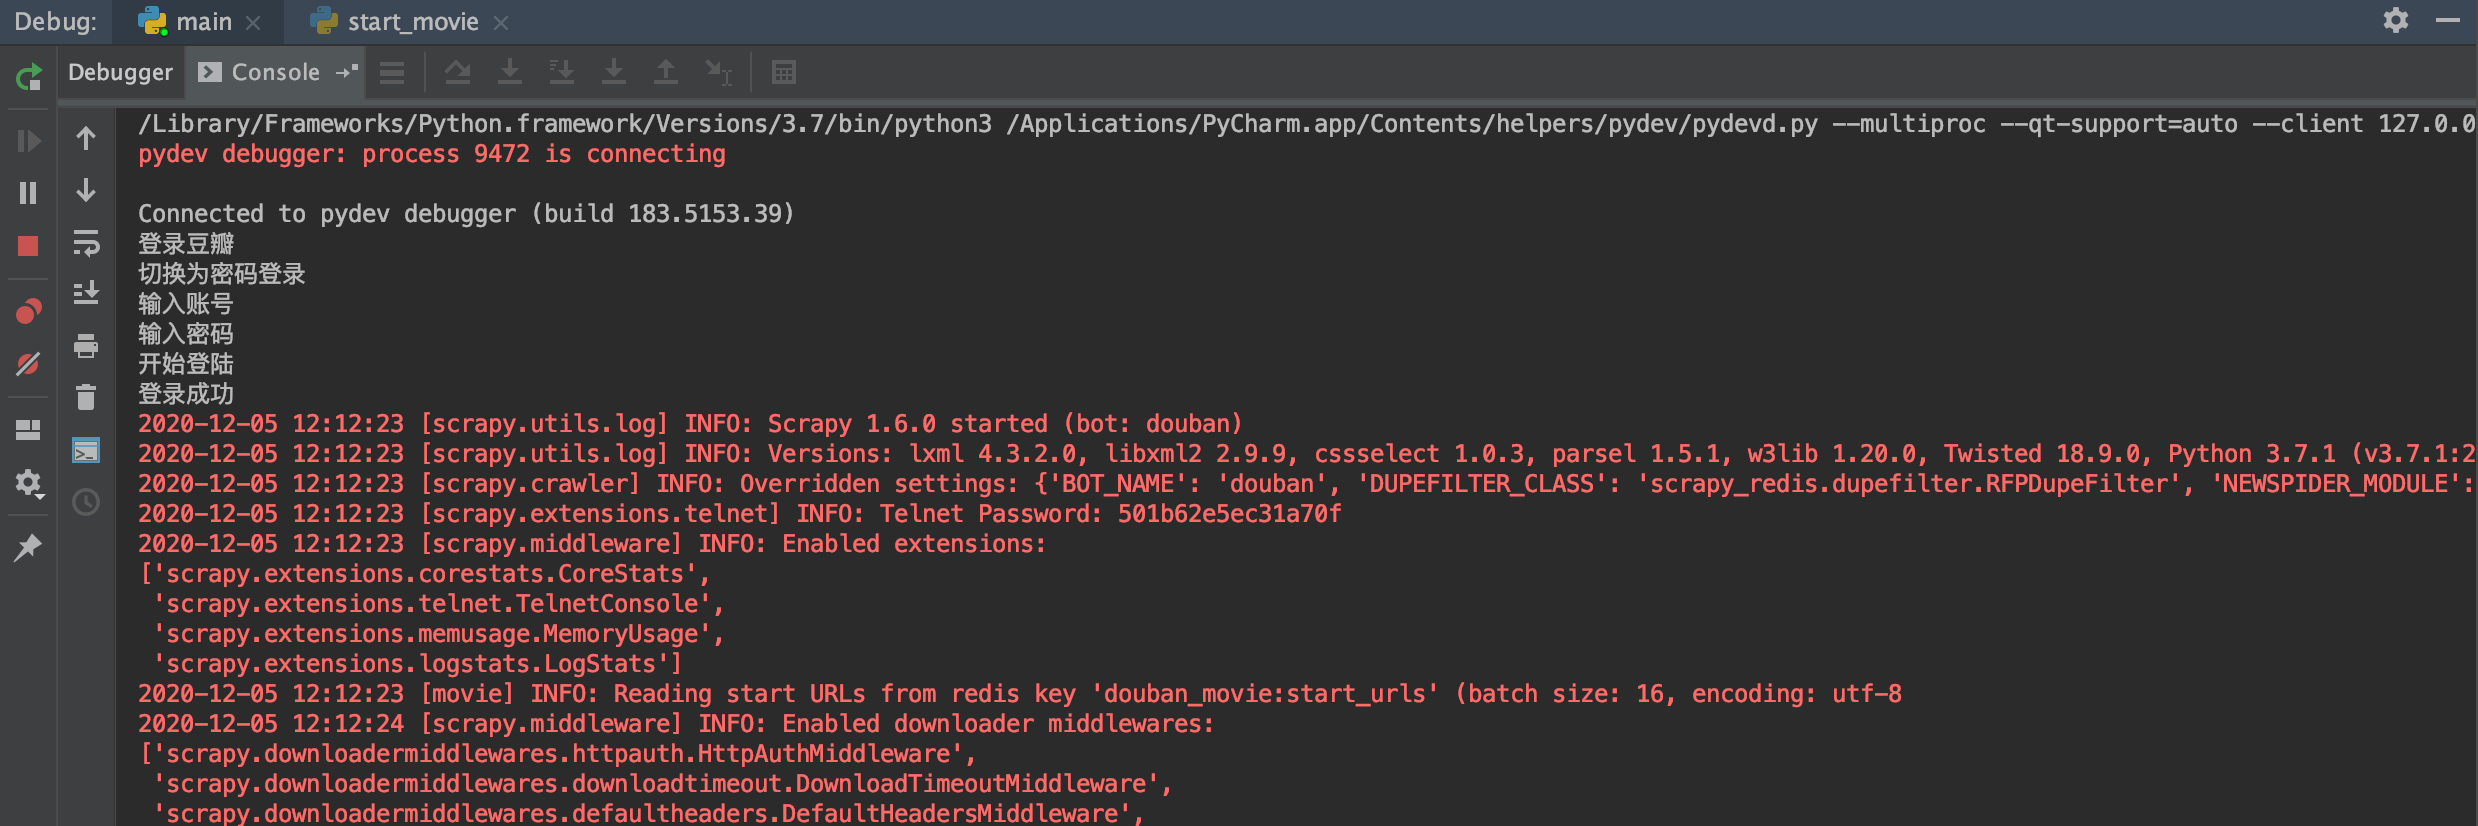 Debug: main start_movie
Debugger Console
/Library/Frameworks/Python.framework/Versions/3.7/bin/python3 /Applications/PyCharm.app/Contents/helpers/pydev/pydevd.py --multiproc --qt-support=auto --client 127.0.0
pydev debugger: process 9472 is connecting
Connected to pydev debugger (build 183.5153.39)
登录豆瓣
切换为密码登录
输入账号
输入密码
开始登陆
登录成功
2020-12-05 12:12:23 [scrapy.utils.log] INFO: Scrapy 1.6.0 started (bot: douban)
2020-12-05 12:12:23 [scrapy.utils.log] INFO: Versions: lxml 4.3.2.0, libxml2 2.9.9, cssselect 1.0.3, parsel 1.5.1, w3lib 1.20.0, Twisted 18.9.0, Python 3.7.1 (v3.7.1:2
2020-12-05 12:12:23 [scrapy.crawler] INFO: Overridden settings: {'BOT_NAME': 'douban', 'DUPEFILTER_CLASS': 'scrapy_redis.dupefilter.RFPDupeFilter', 'NEWSPIDER_MODULE':
2020-12-05 12:12:23 [scrapy.extensions.telnet] INFO: Telnet Password: 501b62e5ec31a70f
2020-12-05 12:12:23 [scrapy.middleware] INFO: Enabled extensions:
['scrapy.extensions.corestats.CoreStats',
 'scrapy.extensions.telnet.TelnetConsole',
 'scrapy.extensions.memusage.MemoryUsage',
 'scrapy.extensions.logstats.LogStats']
2020-12-05 12:12:23 [movie] INFO: Reading start URLs from redis key 'douban_movie:start_urls' (batch size: 16, encoding: utf-8
2020-12-05 12:12:24 [scrapy.middleware] INFO: Enabled downloader middlewares:
['scrapy.downloadermiddlewares.httpauth.HttpAuthMiddleware',
 'scrapy.downloadermiddlewares.downloadtimeout.DownloadTimeoutMiddleware',
 'scrapy.downloadermiddlewares.defaultheaders.DefaultHeadersMiddleware',